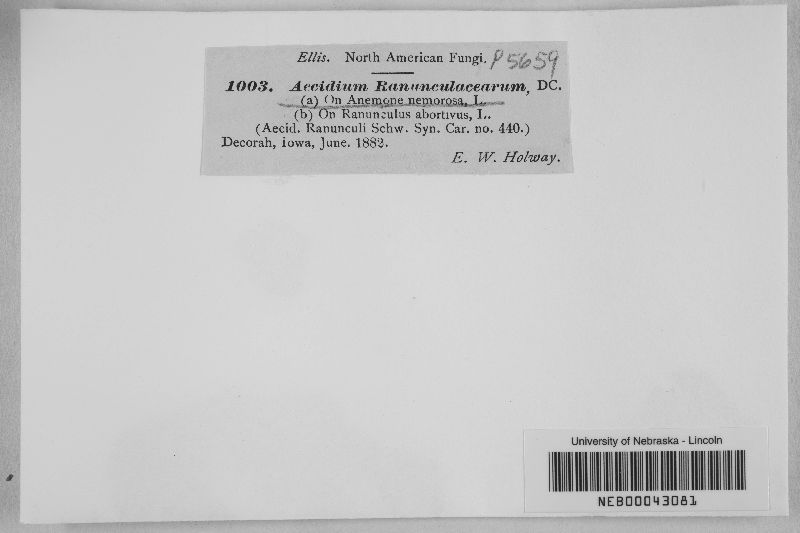 Ellis. North American Fungi. P5659
1003. Aecidium Ranunculacearum, DC.
(a) On Anemone nemorosa, L.
(b) On Ranunculus abortivus, L.
(Aecid. Ranunculi Schw. Syn. Car. no. 440.)
Decorah, Iowa, June. 1882.
E. W. Holway.
University of Nebraska - Lincoln
NEB00043081